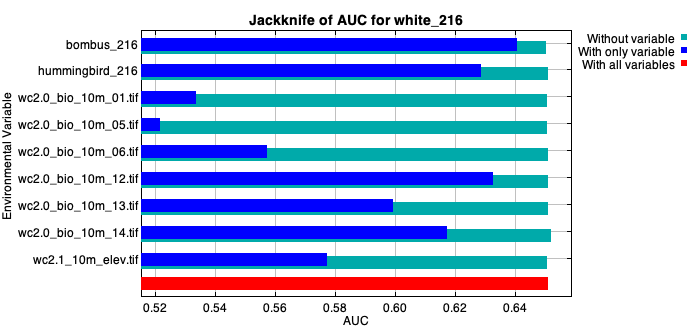 Jackknife of AUC for white_216
Without variable
With only variable
With all variables
Environmental Variable
bombus_216
hummingbird_216
wc2.0_bio_10m_01.tif
wc2.0_bio_10m_05.tif
wc2.0_bio_10m_06.tif
wc2.0_bio_10m_12.tif
wc2.0_bio_10m_13.tif
wc2.0_bio_10m_14.tif
wc2.1_10m_elev.tif
0.52 0.54 0.56 0.58 0.60 0.62 0.64
AUC